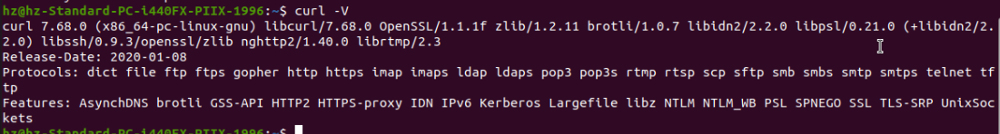 hz@hz-Standard-PC-i440FX-PIIX-1996:~$ curl -V
curl 7.68.0 (x86_64-pc-linux-gnu) libcurl/7.68.0 OpenSSL/1.1.1f zlib/1.2.11 brotli/1.0.7 libidn2/2.2.0 libpsl/0.21.0 (+libidn2/2.
2.0) libssh/0.9.3/openssl/zlib nghttp2/1.40.0 librtmp/2.3
Release-Date: 2020-01-08
Protocols: dict file ftp ftps gopher http https imap imaps ldap ldaps pop3 pop3s rtmp rtsp scp sftp smb smbs smtp smtps telnet tf
tp
Features: AsynchDNS brotli GSS-API HTTP2 HTTPS-proxy IDN IPv6 Kerberos Largefile libz NTLM NTLM_WB PSL SPNEGO SSL TLS-SRP UnixSoc
kets
hz@hz-Standard-PC-i440FX-PIIX-1996:~$